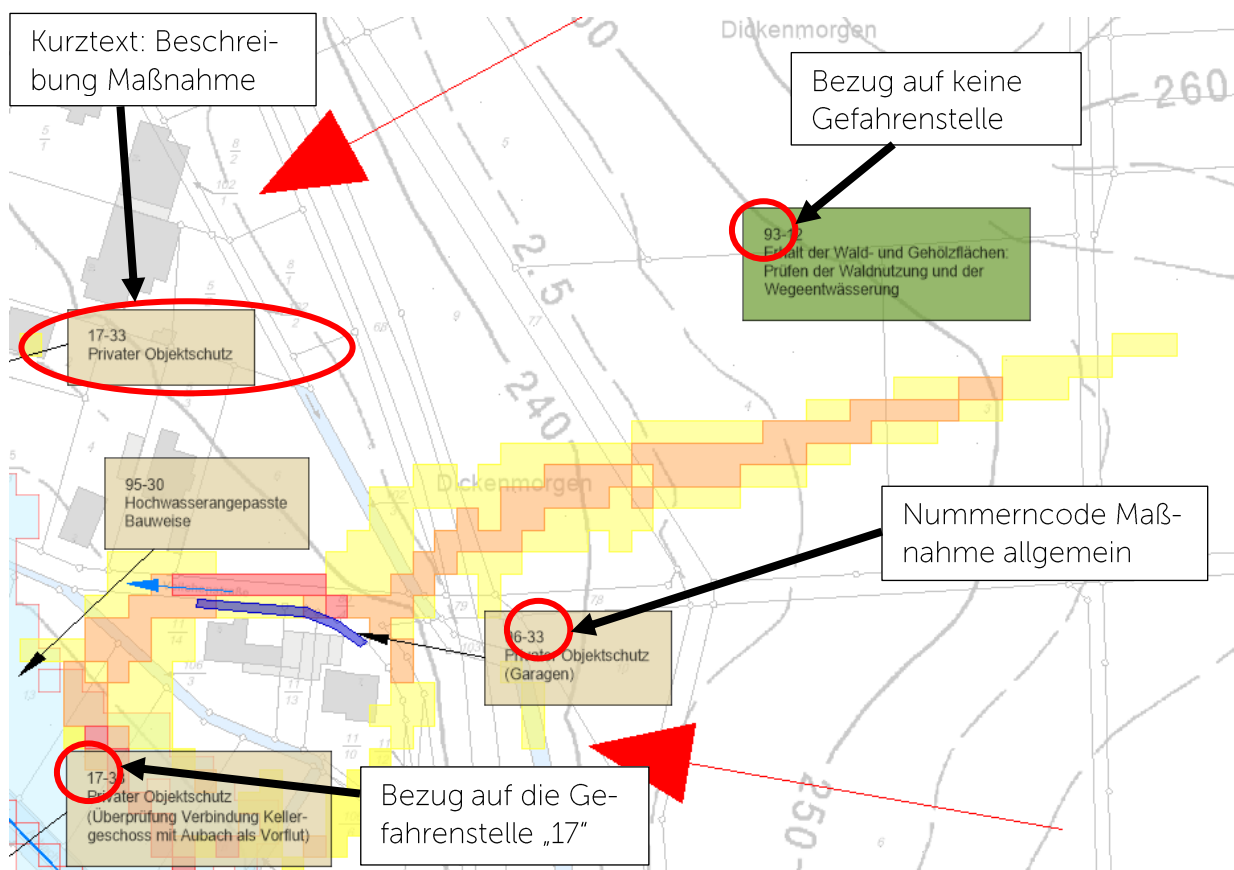 Kurztext: Beschrei-
bung Maßnahme
Dickenmorgen
Bezug auf keine
Gefahrenstelle
260
93-12
Erhalt der Wald- und Gehölzflächen:
Prüfen der Waldnutzung und der
Wegeentwässerung
2.5
17-33
Privater Objektschutz
240
Dickenmorgen
95-30
Hochwasserangepasste
Bauweise
Nummerncode Maß-
nahme allgemein
96-33
Privater Objektschutz
(Garagen)
17-33
Privater Objektschutz
(Überprüfung Verbindung Keller-
geschoss mit Aubach als Vorflut)
Bezug auf die Ge-
fahrenstelle „17“
250